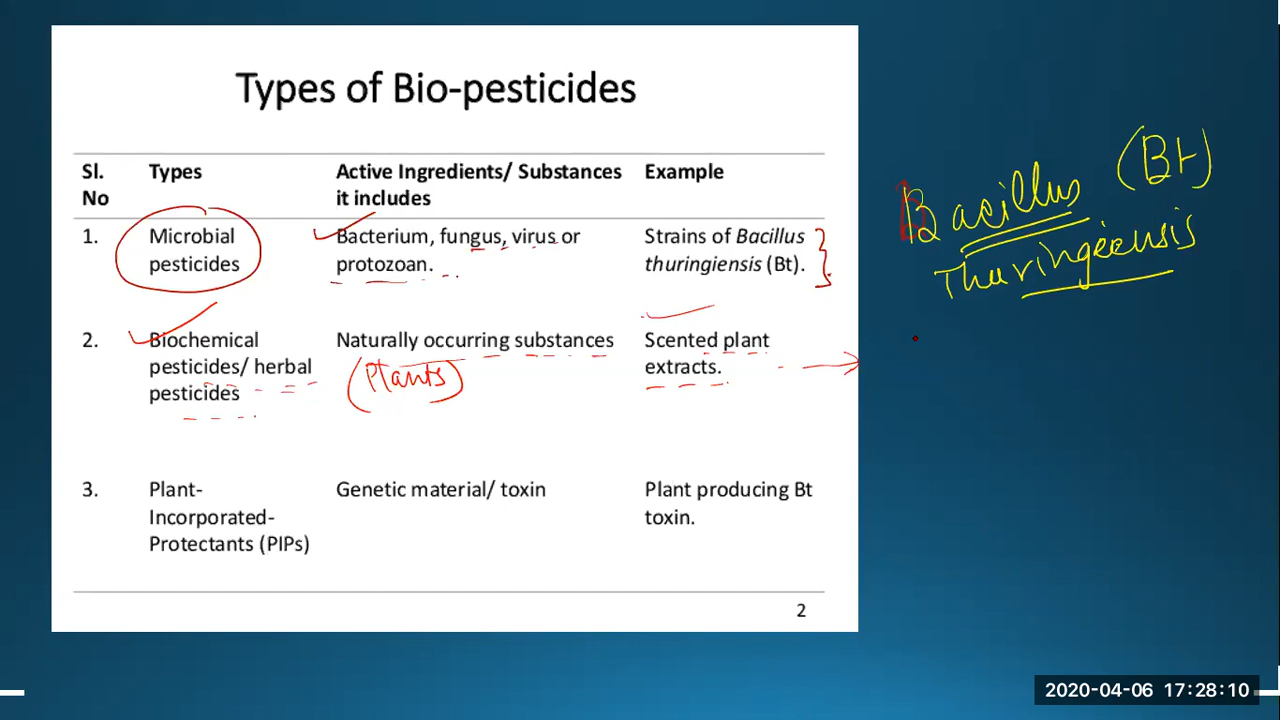 Types of Bio-pesticides
Sl. No Types Active Ingredients/ Substances it includes Example
1. Microbial pesticides Bacterium, fungus, virus or protozoan. Strains of Bacillus thuringiensis (Bt).
2. Biochemical pesticides/ herbal pesticides Naturally occurring substances Scented plant extracts.
(Plants)
3. Plant-Incorporated-Protectants (PIPs) Genetic material/ toxin Plant producing Bt toxin.
2
Bacillus (Bt)
Thuringiensis
2020-04-06 17:28:10